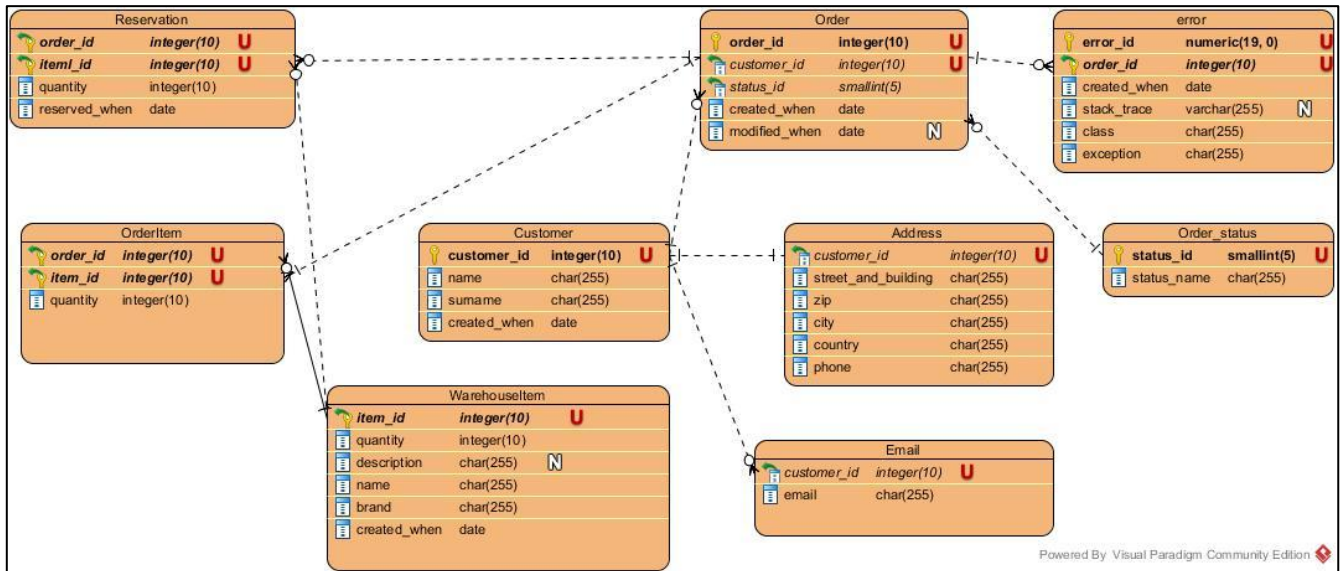 Reservation
order_id integer(10) U
iteml_id integer(10) U
quantity integer(10)
reserved_when date
Order
order_id integer(10) U
customer_id integer(10) U
status_id smallint(5)
created_when date
modified_when date N
error
error_id numeric(19, 0) U
order_id integer(10) U
created_when date
stack_trace varchar(255) N
class char(255)
exception char(255)
OrderItem
order_id integer(10) U
item_id integer(10) U
quantity integer(10)
Customer
customer_id integer(10) U
name char(255)
surname char(255)
created_when date
Address
customer_id integer(10) U
street_and_building char(255)
zip char(255)
city char(255)
country char(255)
phone char(255)
Order_status
status_id smallint(5) U
status_name char(255)
WarehouseItem
item_id integer(10) U
quantity integer(10)
description char(255) N
name char(255)
brand char(255)
created_when date
Email
customer_id integer(10) U
email char(255)
Powered By Visual Paradigm Community Edition